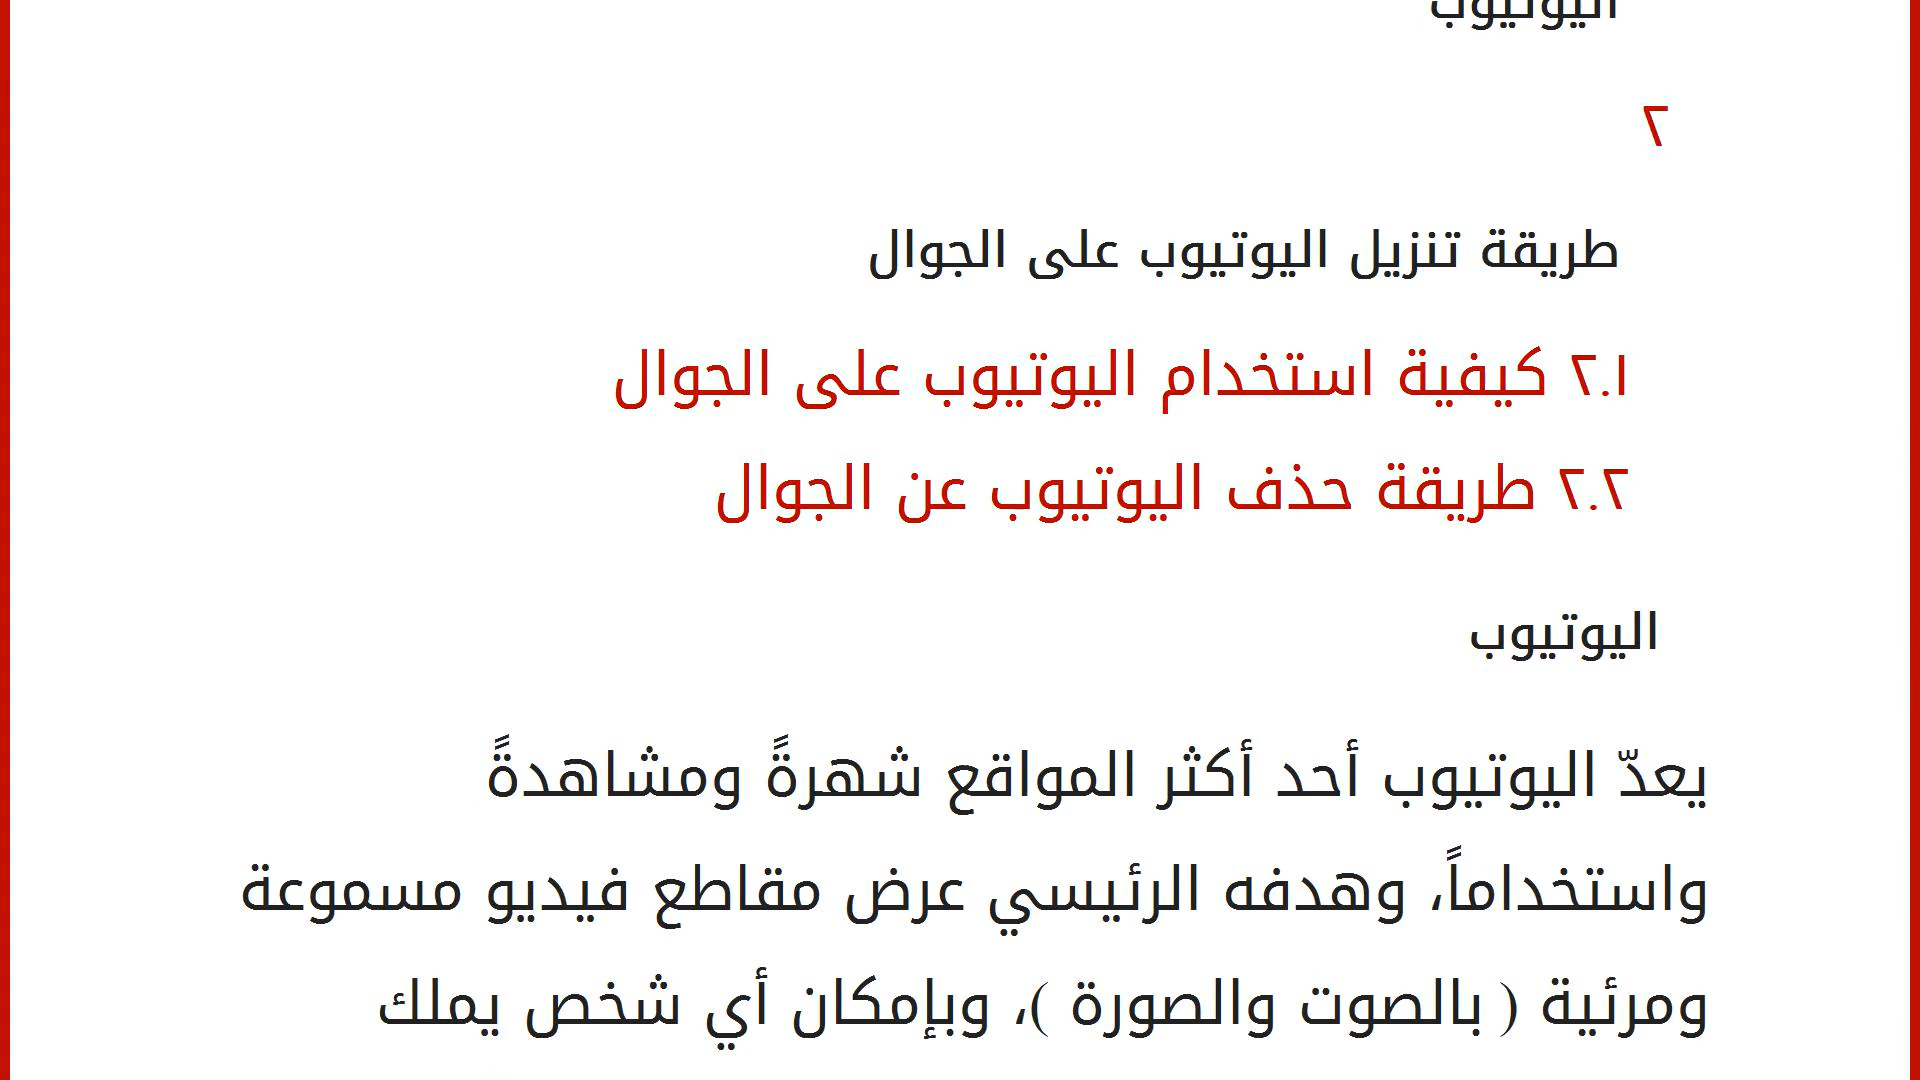 اليوتيوب
٢
طريقة تنزيل اليوتيوب على الجوال
٢.١ كيفية استخدام اليوتيوب على الجوال
٢.٢ طريقة حذف اليوتيوب عن الجوال
اليوتيوب
يعدّ اليوتيوب أحد أكثر المواقع شهرةً ومشاهدةً
واستخداماً، وهدفه الرئيسي عرض مقاطع فيديو مسموعة
ومرئية ( بالصوت والصورة )، وبإمكان أي شخص يملك